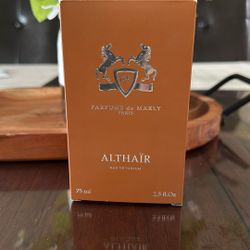 PARFUMS de MARLY
PARIS
ALTHAÏR
EAU DE PARFUM
75 ml
2,5 fl.Oz